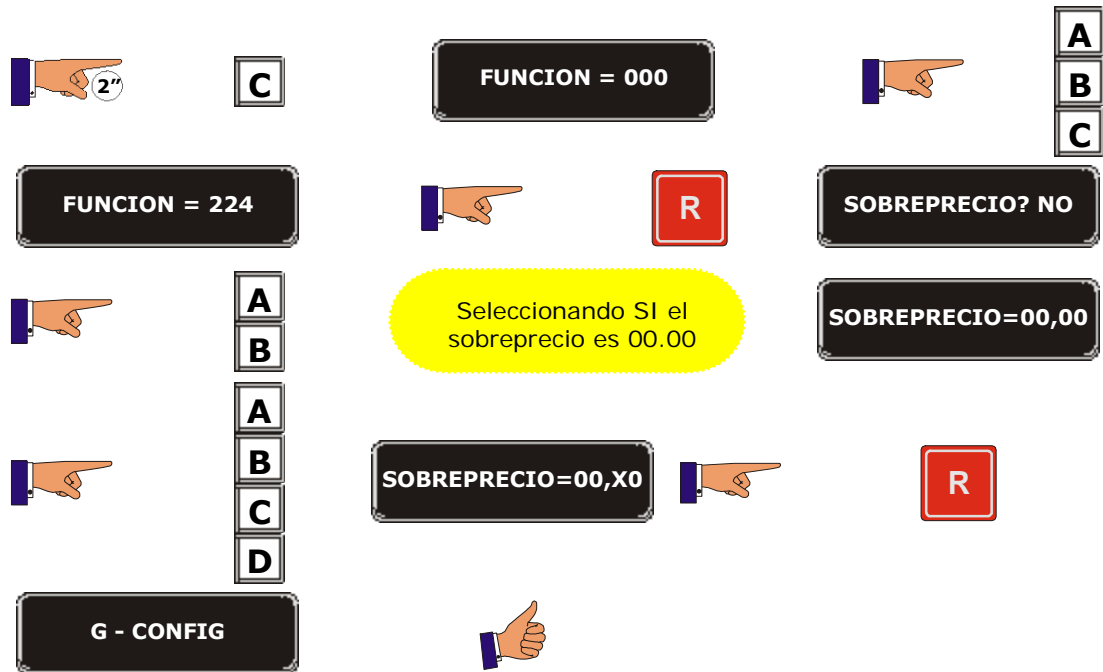 2”
C
FUNCION = 000
A
B
C
FUNCION = 224
R
SOBREPRECIO? NO
A
B
Seleccionando SI el
sobreprecio es 00.00
SOBREPRECIO=00,00
A
B
C
D
SOBREPRECIO=00,X0
R
G - CONFIG